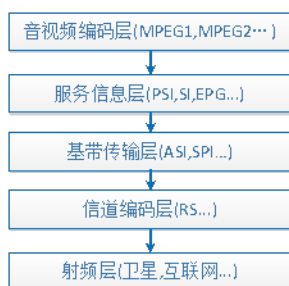 音视频编码层(MPEG1,MPEG2…)
服务信息层(PSI,SI,EPG...)
基带传输层(ASI,SPI...)
信道编码层(RS...)
射频层(卫星,互联网...)